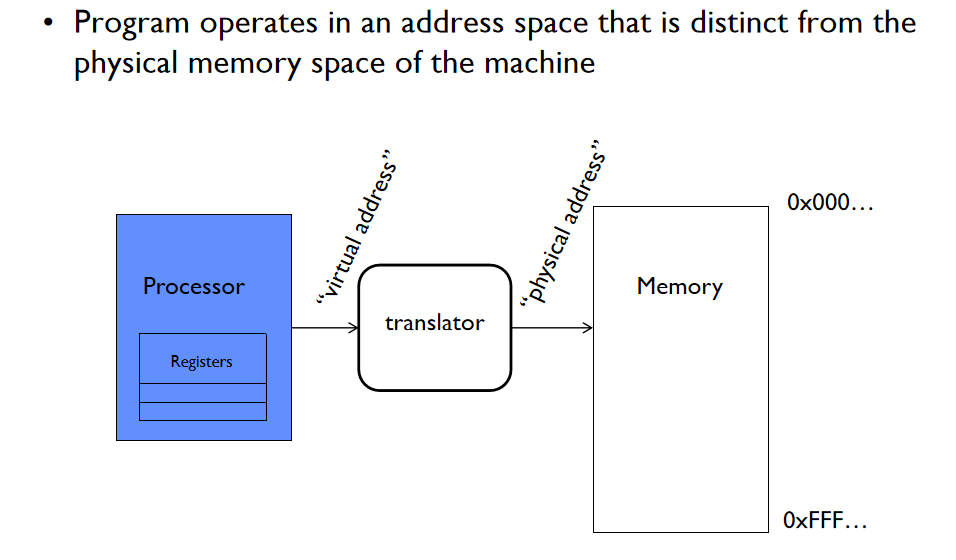 • Program operates in an address space that is distinct from the
physical memory space of the machine
“virtual address”
“physical address”
0x000…
Processor
Memory
translator
Registers
0xFFF…